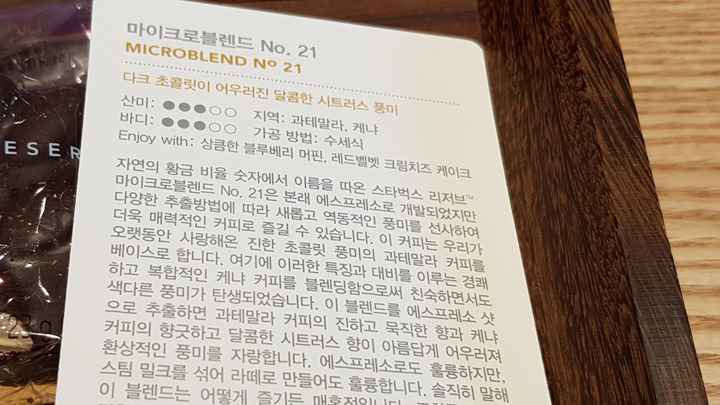 마이크로블렌드 No. 21
MICROBLEND Nº 21
다크 초콜릿이 어우러진 달콤한 시트러스 풍미
산미: ●●●○○ 지역: 과테말라, 케냐
바디: ●●●○○ 가공 방법: 수세식
Enjoy with: 상큼한 블루베리 머핀, 레드벨벳 크림치즈 케이크
자연의 황금 비율 숫자에서 이름을 따온 스타벅스 리저브™
마이크로블렌드 No. 21은 본래 에스프레소로 개발되었지만
다양한 추출방법에 따라 새롭고 역동적인 풍미를 선사하여
더욱 매력적인 커피로 즐길 수 있습니다. 이 커피는 우리가
오랫동안 사랑해온 진한 초콜릿 풍미의 과테말라 커피를
베이스로 합니다. 여기에 이러한 특징과 대비를 이루는 경쾌
하고 복합적인 케냐 커피를 블렌딩함으로써 친숙하면서도
색다른 풍미가 탄생되었습니다. 이 블렌드를 에스프레소 샷
으로 추출하면 과테말라 커피의 진하고 묵직한 향과 케냐
커피의 향긋하고 달콤한 시트러스 향이 아름답게 어우러져
환상적인 풍미를 자랑합니다. 에스프레소로도 훌륭하지만,
스팀 밀크를 섞어 라떼로 만들어도 훌륭합니다. 솔직히 말해
이 블렌드는 어떻게 즐기든 매혹적입니다.
ESER